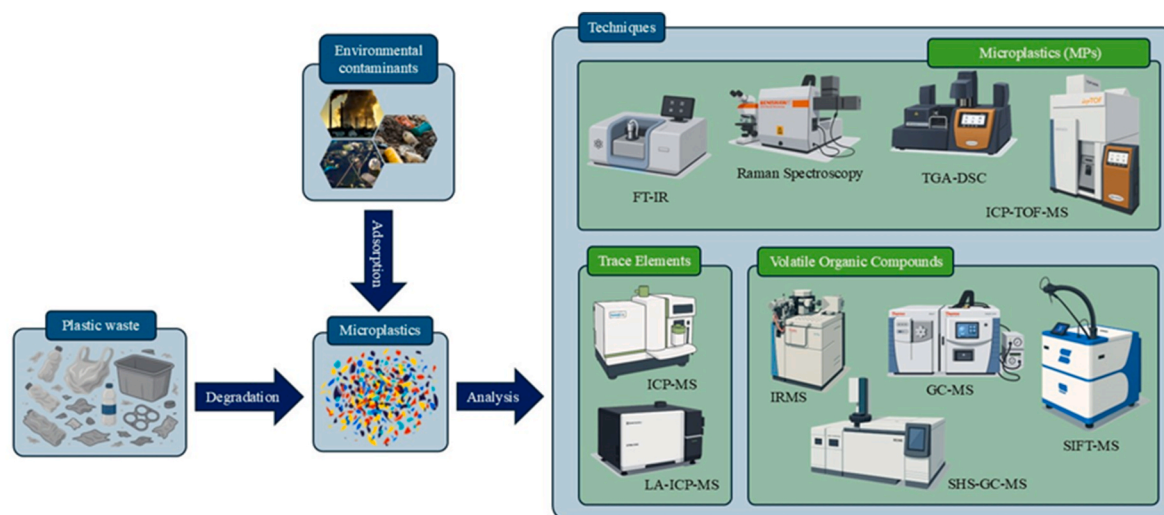 Environmental
contaminants
Adsorption
Plastic waste
Degradation
Microplastics
Analysis
Techniques
Microplastics (MPs)
FT-IR
Raman Spectroscopy
TGA-DSC
ICP-TOF-MS
Trace Elements
ICP-MS
LA-ICP-MS
Volatile Organic Compounds
IRMS
GC-MS
SIFT-MS
SHS-GC-MS